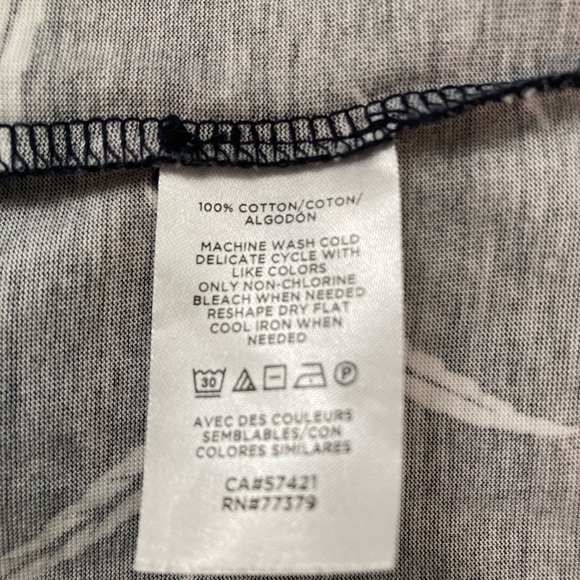 100% COTTON/COTON/
ALGODÓN
MACHINE WASH COLD
DELICATE CYCLE WITH
LIKE COLORS
ONLY NON-CHLORINE
BLEACH WHEN NEEDED
RESHAPE DRY FLAT
COOL IRON WHEN
NEEDED
30 P
AVEC DES COULEURS
SEMBLABLES/CON
COLORES SIMILARES
CA#57421
RN#77379